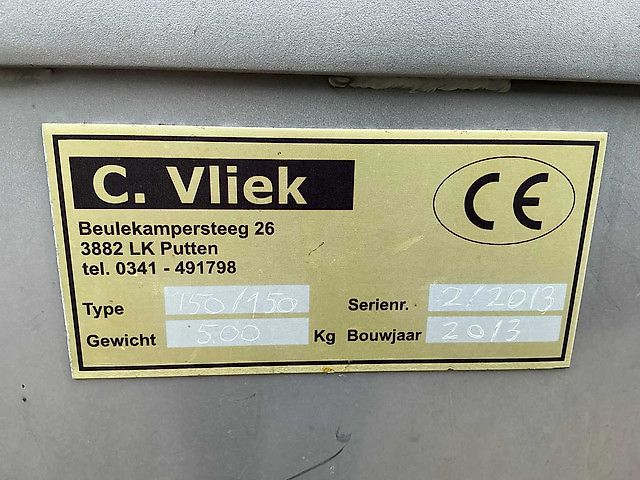 C. Vliek
CE
Beulekampersteeg 26
3882 LK Putten
tel. 0341 - 491798
Type 150/150 Serienr. 2/2013
Gewicht 500 Kg Bouwjaar 2013